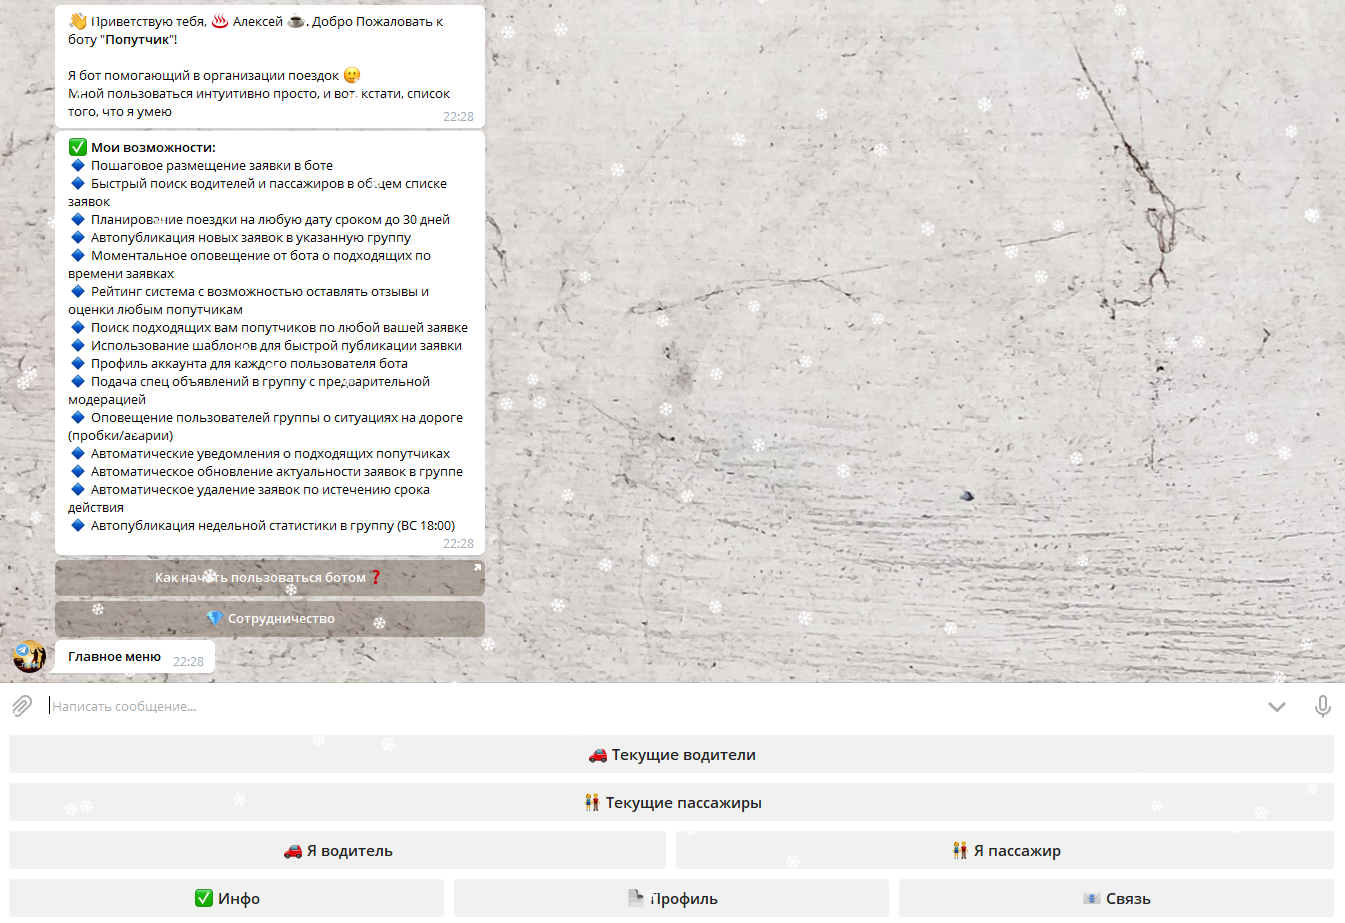 👋 Приветствую тебя, ♨️ Алексей ☕. Добро Пожаловать к
боту "Попутчик"!
Я бот помогающий в организации поездок 🙂
Мной пользоваться интуитивно просто, и вот кстати, список
того, что я умею
22:28
✅ Мои возможности:
🔷 Пошаговое размещение заявки в боте
🔷 Быстрый поиск водителей и пассажиров в общем списке
заявок
🔷 Планирование поездки на любую дату сроком до 30 дней
🔷 Автопубликация новых заявок в указанную группу
🔷 Моментальное оповещение от бота о подходящих по
времени заявках
🔷 Рейтинг система с возможностью оставлять отзывы и
оценки любым попутчикам
🔷 Поиск подходящих вам попутчиков по любой вашей заявке
🔷 Использование шаблонов для быстрой публикации заявки
🔷 Профиль аккаунта для каждого пользователя бота
🔷 Подача спец объявлений в группу с предварительной
модерацией
🔷 Оповещение пользователей группы о ситуациях на дороге
(пробки/аварии)
🔷 Автоматические уведомления о подходящих попутчиках
🔷 Автоматическое обновление актуальности заявок в группе
🔷 Автоматическое удаление заявок по истечению срока
действия
🔷 Автопубликация недельной статистики в группу (ВС 18:00)
22:28
Как начать пользоваться ботом ❓
💎 Сотрудничество
Главное меню 22:28
Написать сообщение...
🚗 Текущие водители
👫 Текущие пассажиры
🚗 Я водитель
👫 Я пассажир
✅ Инфо
📄 Профиль
📧 Связь